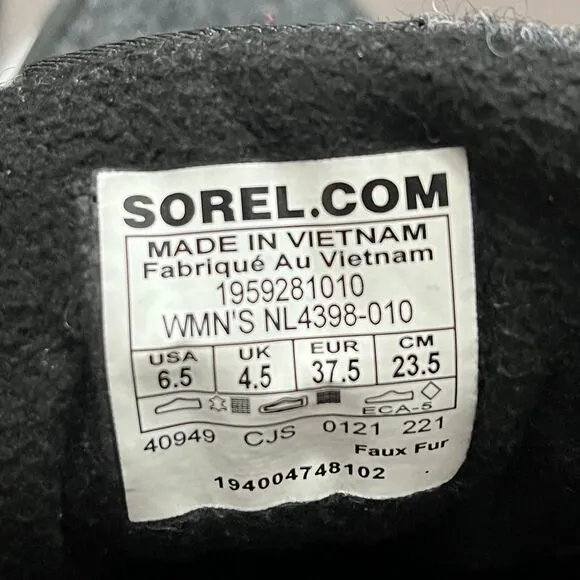 SOREL.COM
MADE IN VIETNAM
Fabriqué Au Vietnam
1959281010
WMN'S NL4398-010
USA UK EUR CM
6.5 4.5 37.5 23.5
ECA-5
40949 CJS 0121 221
Faux Fur
194004748102